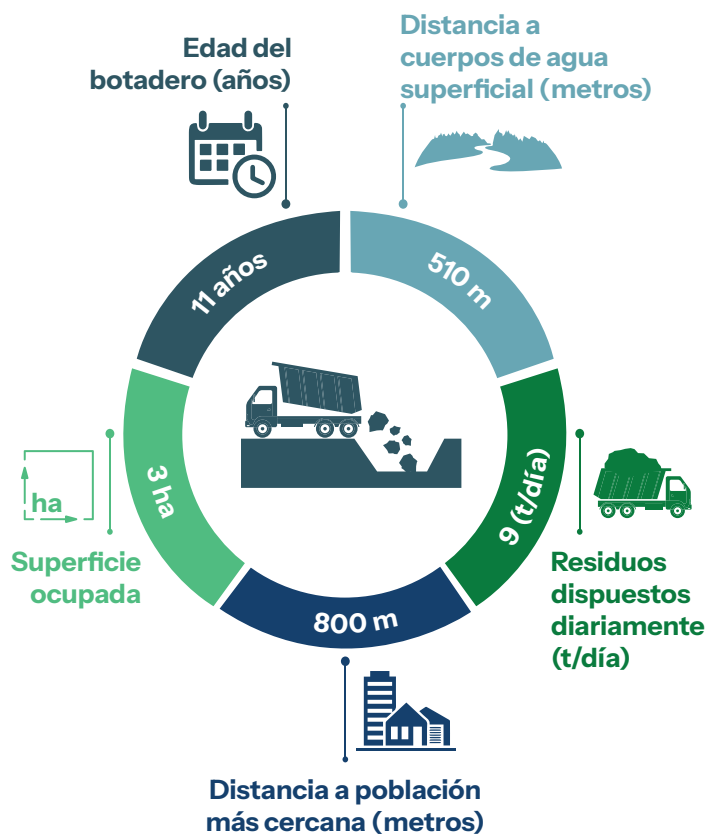 Edad del
botadero (años)
Distancia a
cuerpos de agua
superficial (metros)
11 años
510 m
3 ha
9 (t/día)
800 m
ha
Superficie
ocupada
Residuos
dispuestos
diariamente
(t/día)
Distancia a población
más cercana (metros)